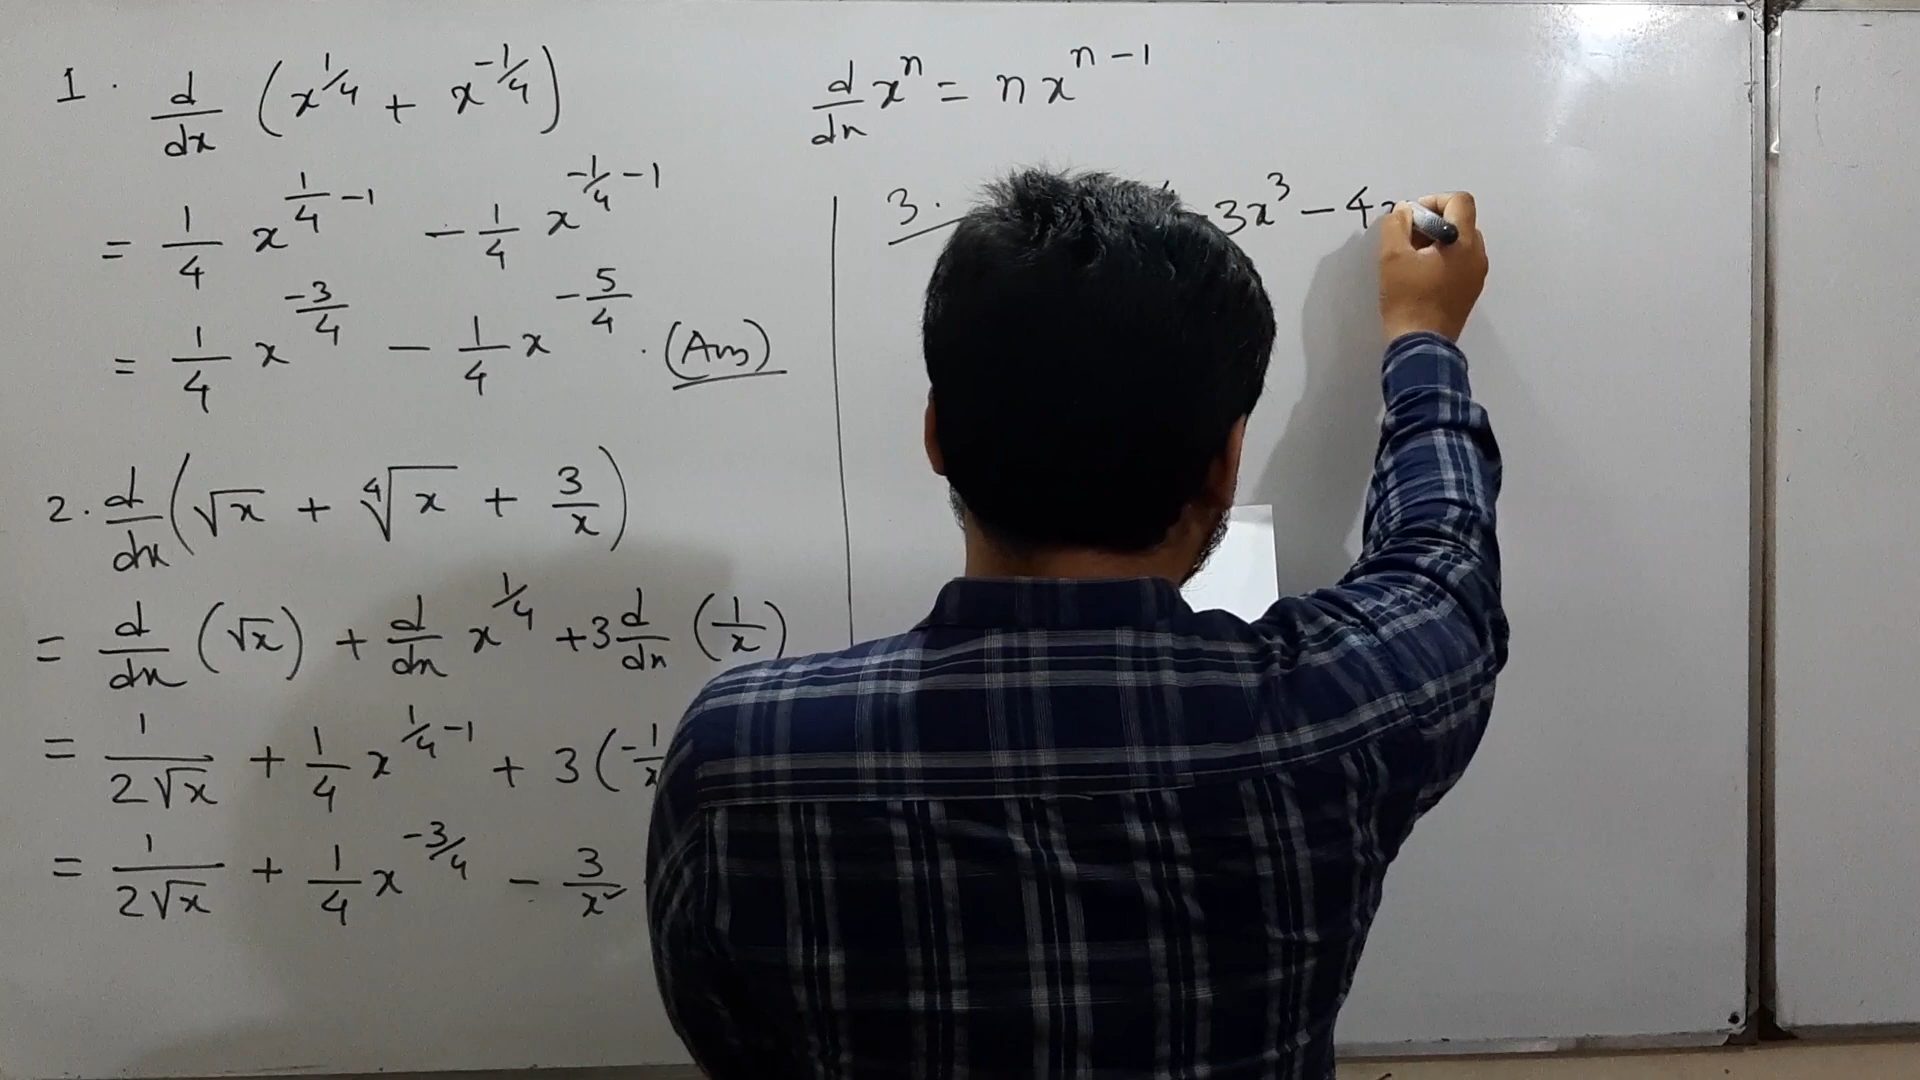 1. d/dx (x^1/4 + x^-1/4)
= 1/4 x^1/4 - 1 - 1/4 x^-1/4 - 1
= 1/4 x^-3/4 - 1/4 x^-5/4 . (Ans)
2. d/dx (√x + ∜x + 3/x)
= d/dx (√x) + d/dx x^1/4 + 3 d/dx (1/x)
= 1/2√x + 1/4 x^1/4 - 1 + 3 (-1/x
= 1/2√x + 1/4 x^-3/4 - 3/x²
d/dx x^n = n x^n - 1
3. 3x³ - 4x